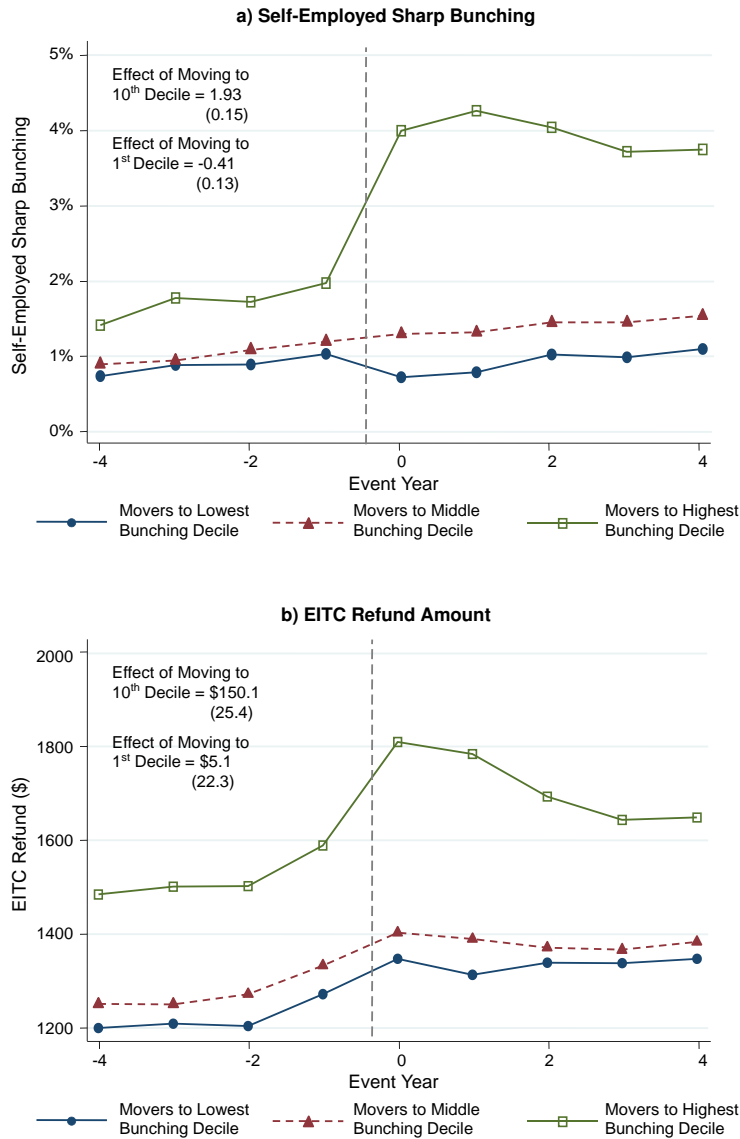 a) Self-Employed Sharp Bunching
5%
4%
3%
2%
1%
0%
Self-Employed Sharp Bunching
Effect of Moving to
10th Decile = 1.93
(0.15)
Effect of Moving to
1st Decile = -0.41
(0.13)
-4 -2 0 2 4
Event Year
Movers to Lowest Bunching Decile
Movers to Middle Bunching Decile
Movers to Highest Bunching Decile
b) EITC Refund Amount
2000
1800
1600
1400
1200
EITC Refund ($)
Effect of Moving to
10th Decile = $150.1
(25.4)
Effect of Moving to
1st Decile = $5.1
(22.3)
-4 -2 0 2 4
Event Year
Movers to Lowest Bunching Decile
Movers to Middle Bunching Decile
Movers to Highest Bunching Decile